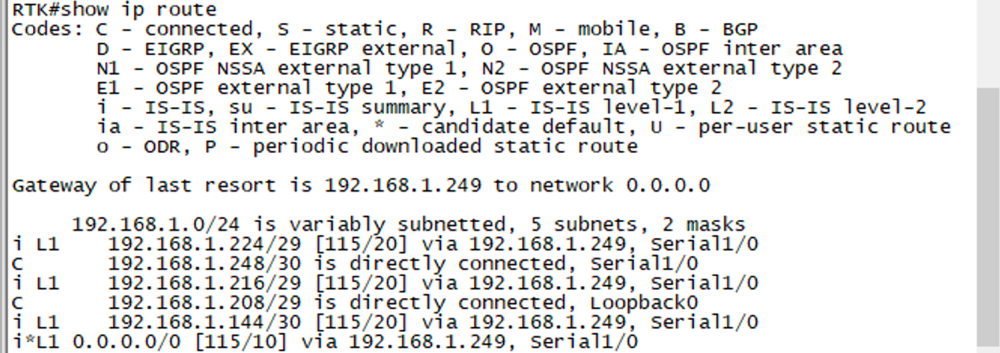 RTK#show ip route
Codes: C - connected, S - static, R - RIP, M - mobile, B - BGP
D - EIGRP, EX - EIGRP external, O - OSPF, IA - OSPF inter area
N1 - OSPF NSSA external type 1, N2 - OSPF NSSA external type 2
E1 - OSPF external type 1, E2 - OSPF external type 2
i - IS-IS, su - IS-IS summary, L1 - IS-IS level-1, L2 - IS-IS level-2
ia - IS-IS inter area, * - candidate default, U - per-user static route
o - ODR, P - periodic downloaded static route
Gateway of last resort is 192.168.1.249 to network 0.0.0.0
192.168.1.0/24 is variably subnetted, 5 subnets, 2 masks
i L1 192.168.1.224/29 [115/20] via 192.168.1.249, Serial1/0
C 192.168.1.248/30 is directly connected, Serial1/0
i L1 192.168.1.216/29 [115/20] via 192.168.1.249, Serial1/0
C 192.168.1.208/29 is directly connected, Loopback0
i L1 192.168.1.144/30 [115/20] via 192.168.1.249, Serial1/0
i*L1 0.0.0.0/0 [115/10] via 192.168.1.249, Serial1/0